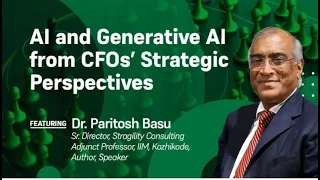 AI and Generative AI
from CFOs' Strategic
Perspectives
FEATURING
Dr. Paritosh Basu
Sr. Director, Stragility Consulting
Adjunct Professor, IIM, Kozhikode,
Author, Speaker